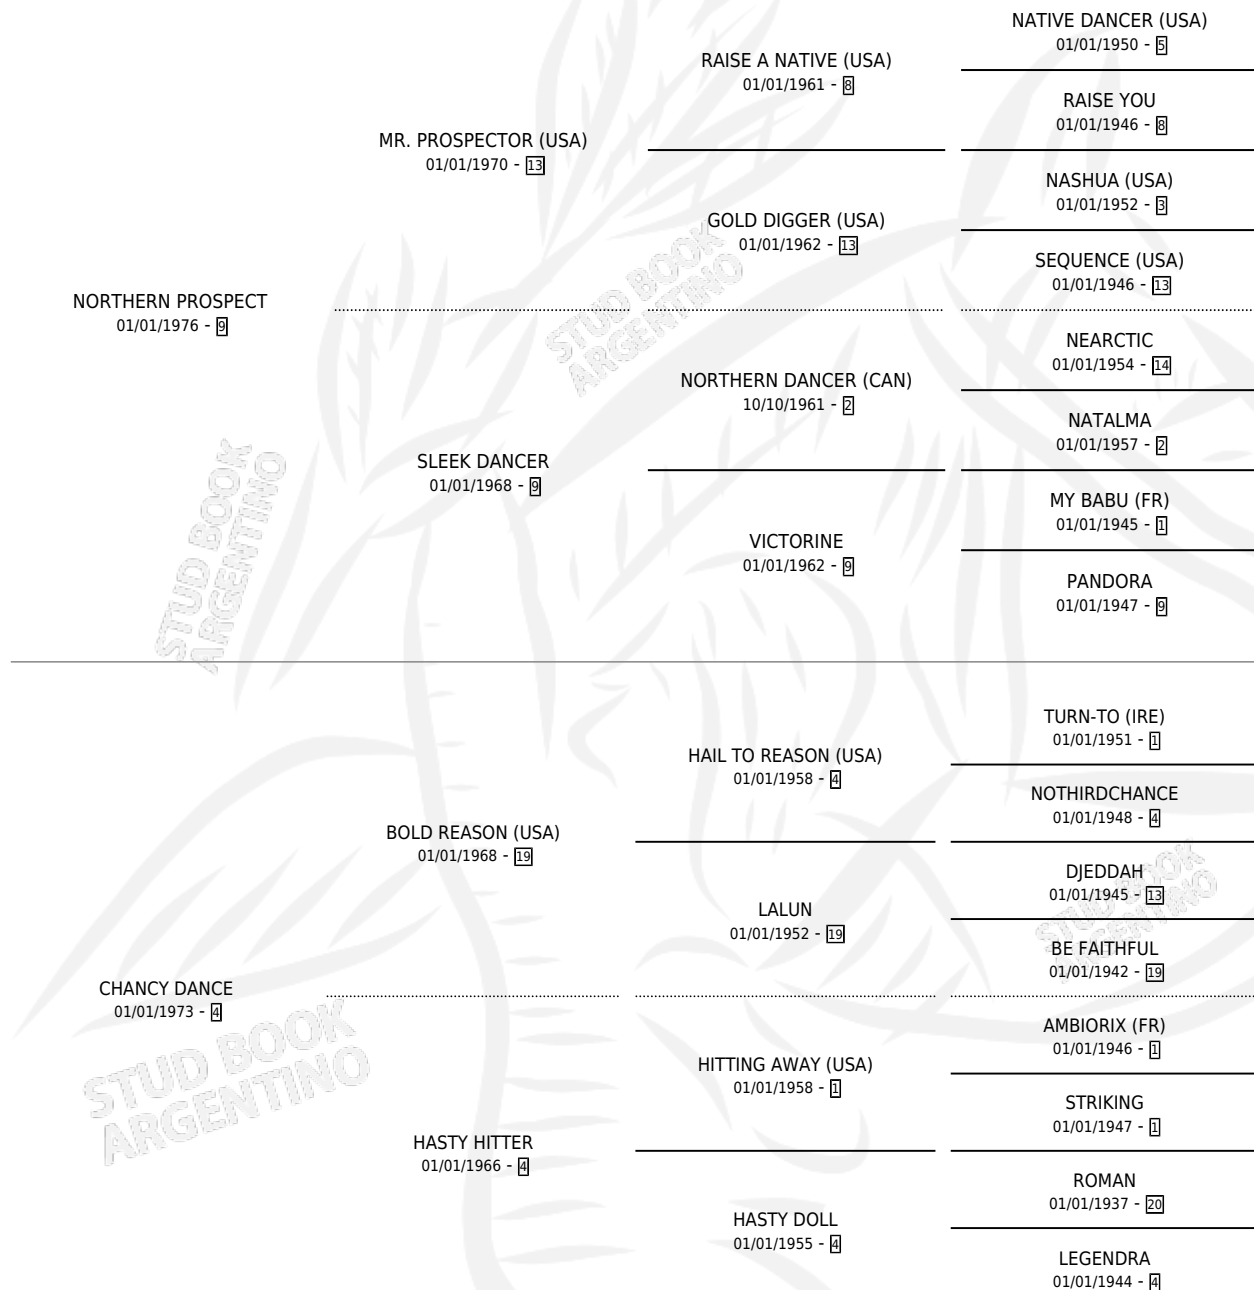 NATIVE DANCER (USA)
01/01/1950 - 5
RAISE A NATIVE (USA)
01/01/1961 - 8
RAISE YOU
01/01/1946 - 8
MR. PROSPECTOR (USA)
01/01/1970 - 13
NASHUA (USA)
01/01/1952 - 3
GOLD DIGGER (USA)
01/01/1962 - 13
SEQUENCE (USA)
01/01/1946 - 13
NORTHERN PROSPECT
01/01/1976 - 9
STUD BOOK
ARGENTINO
NEARCTIC
01/01/1954 - 14
NORTHERN DANCER (CAN)
10/10/1961 - 2
NATALMA
01/01/1957 - 2
SLEEK DANCER
01/01/1968 - 9
MY BABU (FR)
01/01/1945 - 1
VICTORINE
01/01/1962 - 9
PANDORA
01/01/1947 - 9
STUD BOOK
ARGENTINO
TURN-TO (IRE)
01/01/1951 - 1
HAIL TO REASON (USA)
01/01/1958 - 4
NOTHIRDCHANCE
01/01/1948 - 4
BOLD REASON (USA)
01/01/1968 - 19
DJEDDAH
01/01/1945 - 13
LALUN
01/01/1952 - 19
BE FAITHFUL
01/01/1942 - 19
STUD BOOK
ARGENTINO
CHANCY DANCE
01/01/1973 - 4
AMBIORIX (FR)
01/01/1946 - 1
HITTING AWAY (USA)
01/01/1958 - 1
STRIKING
01/01/1947 - 1
STUD BOOK
ARGENTINO
HASTY HITTER
01/01/1966 - 4
ROMAN
01/01/1937 - 20
HASTY DOLL
01/01/1955 - 4
LEGENDRA
01/01/1944 - 4